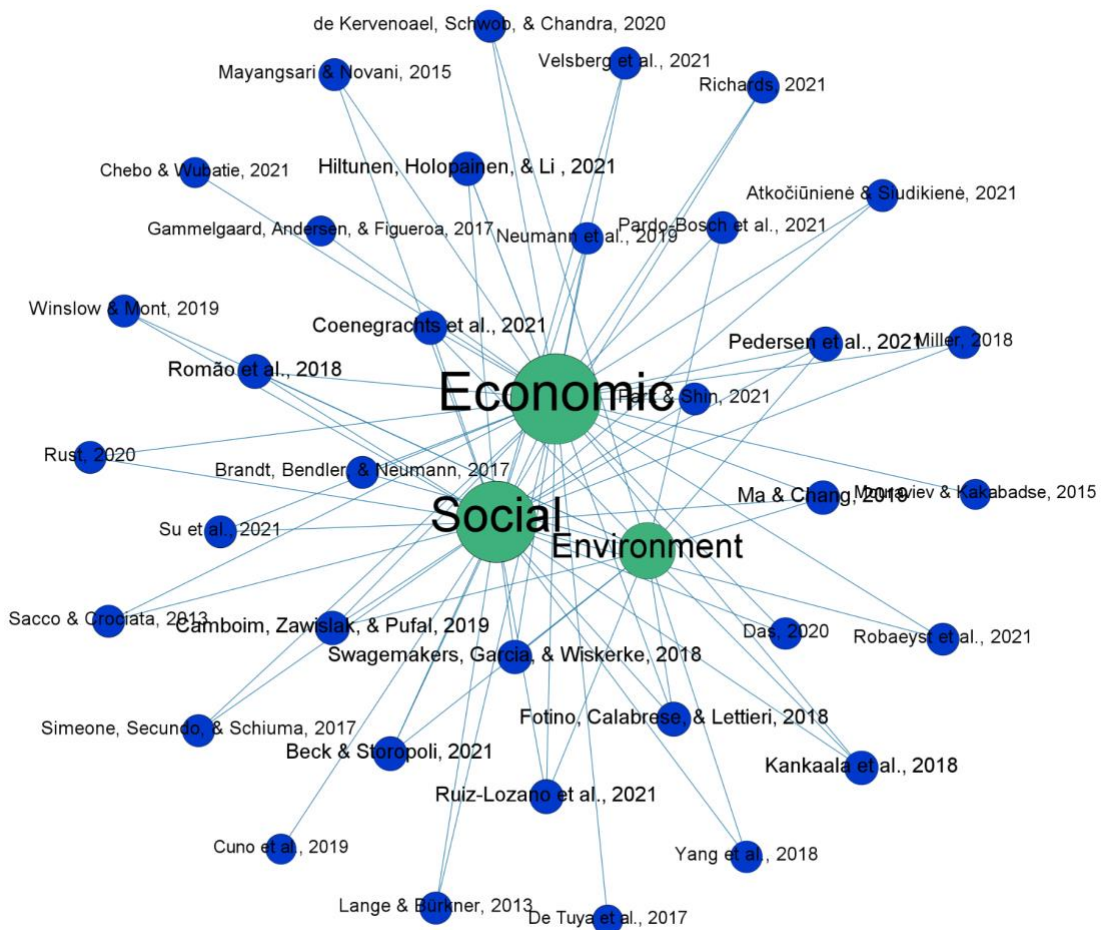 de Kervenoael, Schwob, & Chandra, 2020
Velsberg et al., 2021
Mayangsari & Novani, 2015
Richards, 2021
Hiltunen, Holopainen, & Li , 2021
Chebo & Wubatie, 2021
Atkočiūnienė & Siudikienė, 2021
Pardo-Bosch et al., 2021
Gammelgaard, Andersen, & Figueroa, 2017
Neumann et al., 2019
Winslow & Mont, 2019
Coenegrachts et al., 2021
Pedersen et al., 2021
Miller, 2018
Romão et al., 2018
Economic
Park & Shin, 2021
Rust, 2020
Brandt, Bendler, & Neumann, 2017
Ma & Chang, 2019
Mouraviev & Kakabadse, 2015
Social
Su et al., 2021
Environment
Sacco & Crociata, 2013
Camboim, Zawislak, & Pufal, 2019
Das, 2020
Robaeyst et al., 2021
Swagemakers, Garcia, & Wiskerke, 2018
Fotino, Calabrese, & Lettieri, 2018
Simeone, Secundo, & Schiuma, 2017
Beck & Storopoli, 2021
Kankaala et al., 2018
Ruiz-Lozano et al., 2021
Cuno et al., 2019
Yang et al., 2018
Lange & Bürkner, 2013
De Tuya et al., 2017